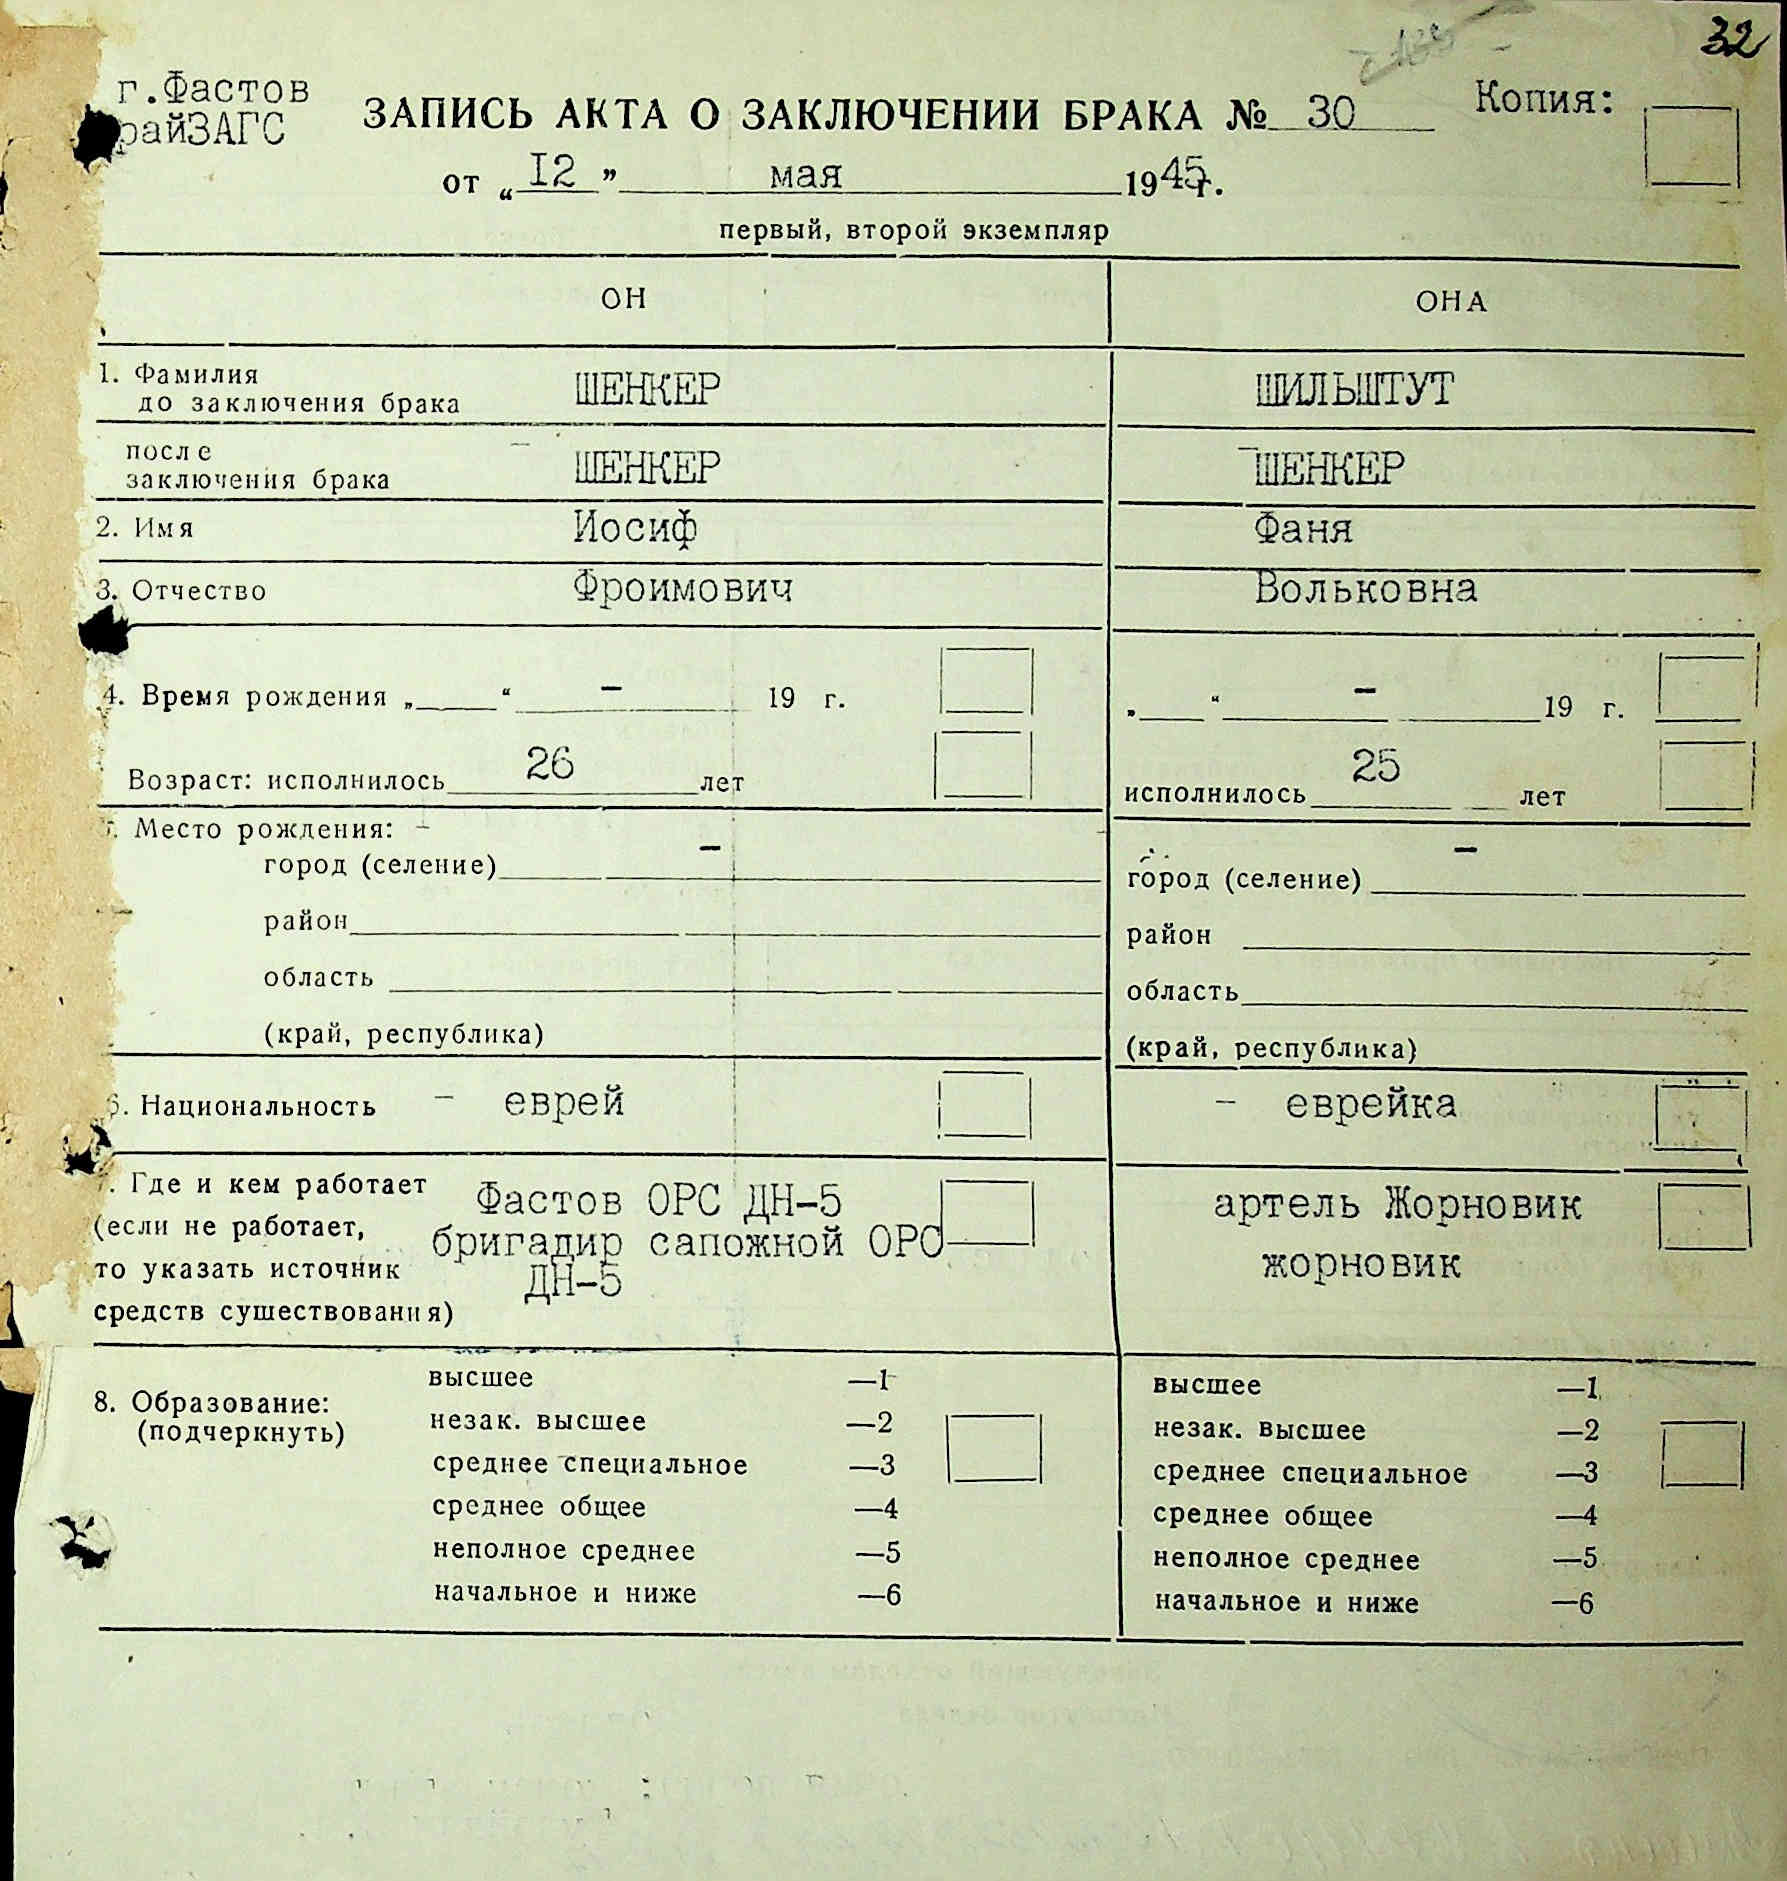 32
г.Фастов
райЗАГС
ЗАПИСЬ АКТА О ЗАКЛЮЧЕНИИ БРАКА № 30
Копия:
от „ I2 ” мая 1945г.
первый, второй экземпляр
ОН ОНА
1. Фамилия
до заключения брака ШЕНКЕР ШИЛЬШТУТ
после
заключения брака ШЕНКЕР ШЕНКЕР
2. Имя Иосиф Фаня
3. Отчество Фроимович Вольковна
4. Время рождения „ “ – 19 г. „ “ – 19 г.
Возраст: исполнилось 26 лет исполнилось 25 лет
Место рождения: –
город (селение) – город (селение) –
район район
область область
(край, республика) (край, республика)
6. Национальность – еврей – еврейка
. Где и кем работает Фастов ОРС ДН-5 артель Жорновик
(если не работает, бригадир сапожной ОРС
то указать источник ДН-5 жорновик
средств сушествования)
8. Образование:
(подчеркнуть)
высшее —1 высшее —1
незак. высшее —2 незак. высшее —2
среднее специальное —3 среднее специальное —3
среднее общее —4 среднее общее —4
неполное среднее —5 неполное среднее —5
начальное и ниже —6 начальное и ниже —6